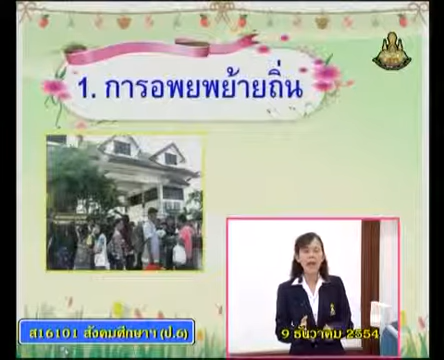 1. การอพยพย้ายถิ่น
ส16101 สังคมศึกษาฯ (ป.6)
9 ธันวาคม 2554